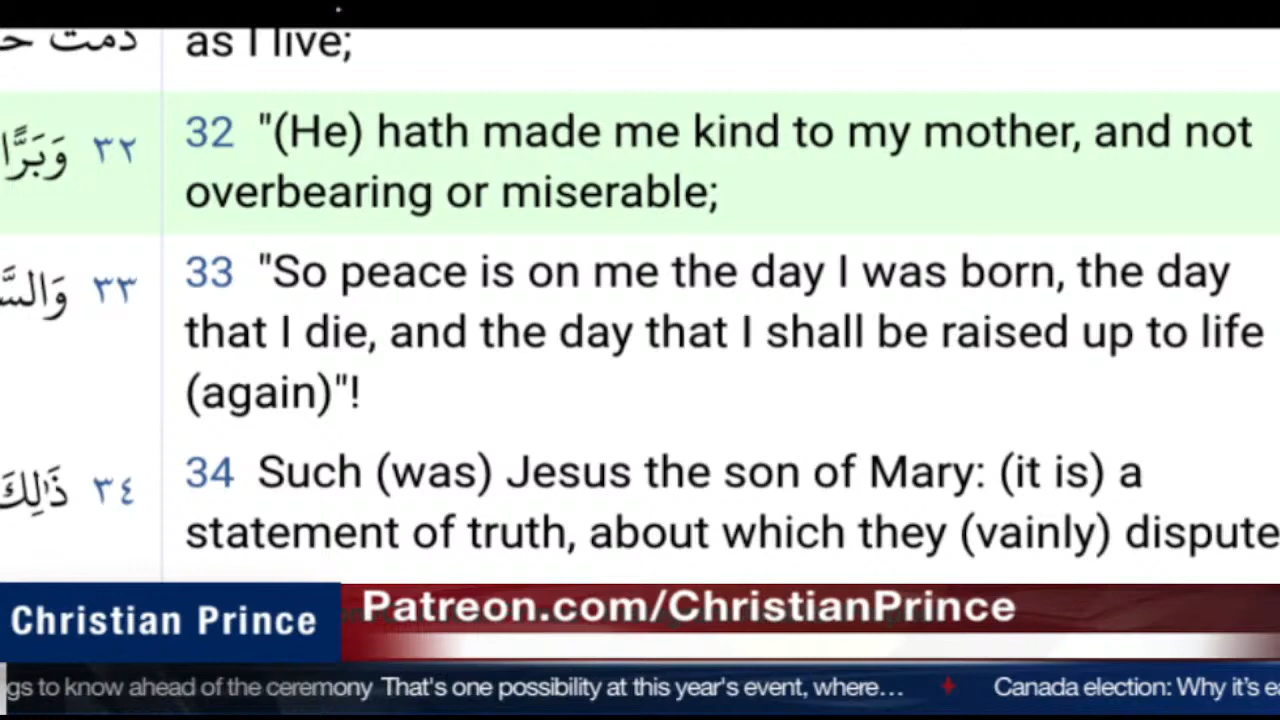 دمت
as I live;
٣٢ وَبَرًّا
32 "(He) hath made me kind to my mother, and not
overbearing or miserable;
٣٣
33 "So peace is on me the day I was born, the day
that I die, and the day that I shall be raised up to life
(again)"!
٣٤ ذَٰلِكَ
34 Such (was) Jesus the son of Mary: (it is) a
statement of truth, about which they (vainly) dispute
Christian Prince
Patreon.com/ChristianPrince
to know ahead of the ceremony That's one possibility at this year's event, where... Canada election: Why it's